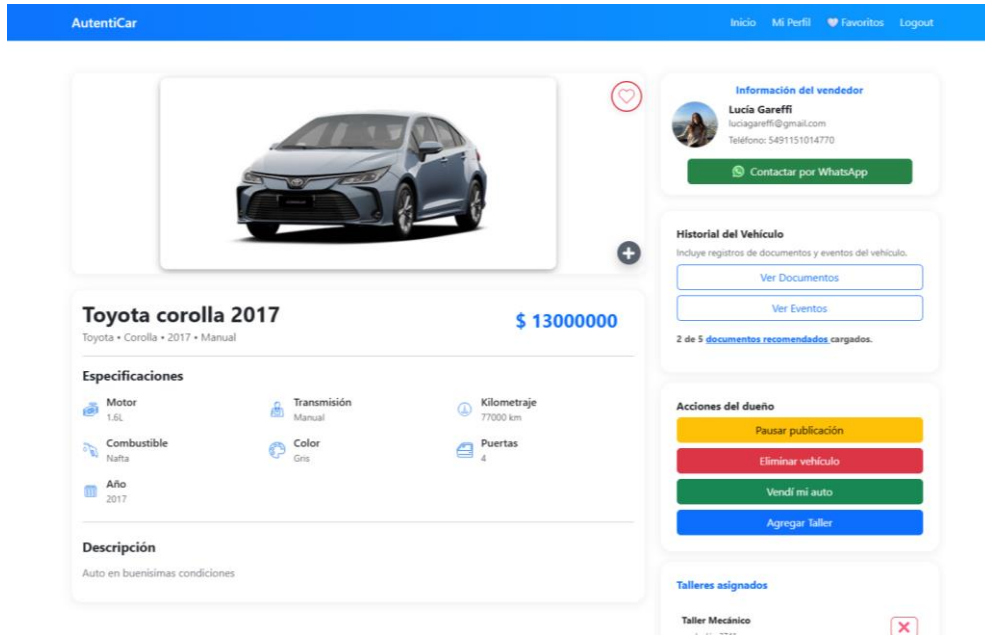 AutentiCar
Inicio Mi Perfil Favoritos Logout
Toyota corolla 2017
$ 13000000
Toyota • Corolla • 2017 • Manual
Especificaciones
Motor
1.6L
Transmisión
Manual
Kilometraje
77000 km
Combustible
Nafta
Color
Gris
Puertas
4
Año
2017
Descripción
Auto en buenisimas condiciones
Información del vendedor
Lucía Gareffi
luciagareffi@gmail.com
Teléfono: 5491151014770
Contactar por WhatsApp
Historial del Vehículo
Incluye registros de documentos y eventos del vehículo.
Ver Documentos
Ver Eventos
2 de 5 documentos recomendados cargados.
Acciones del dueño
Pausar publicación
Eliminar vehículo
Vendí mi auto
Agregar Taller
Talleres asignados
Taller Mecánico